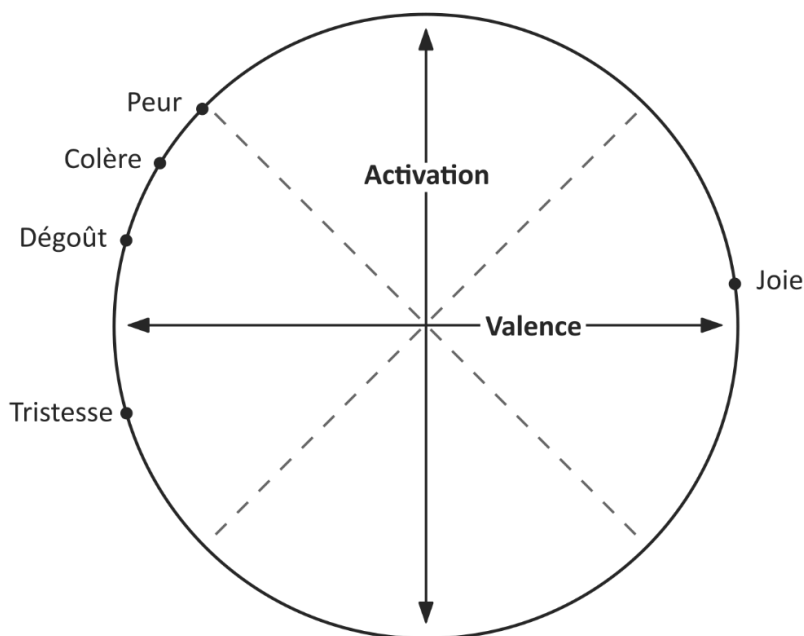 Peur
Colère
Activation
Dégoût
Joie
Valence
Tristesse